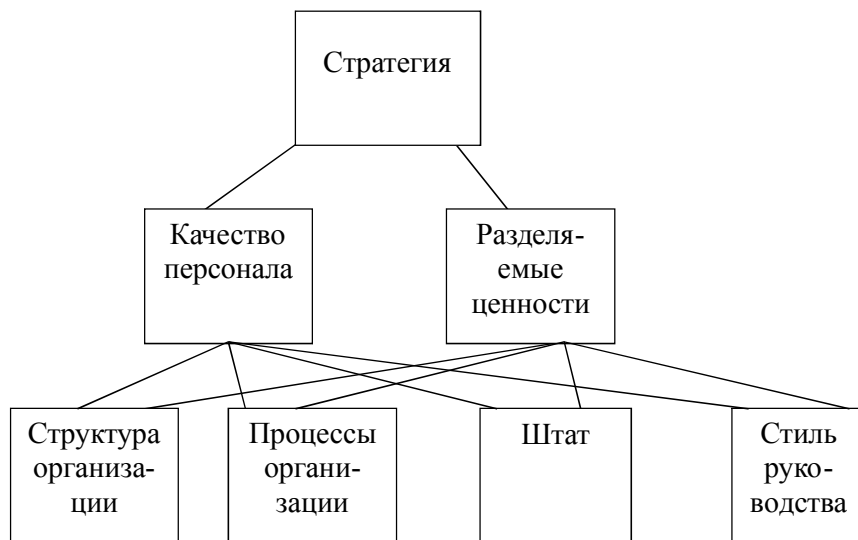 Стратегия
Качество
персонала
Разделя-
емые
ценности
Структура
организа-
ции
Процессы
органи-
зации
Штат
Стиль
руко-
водства